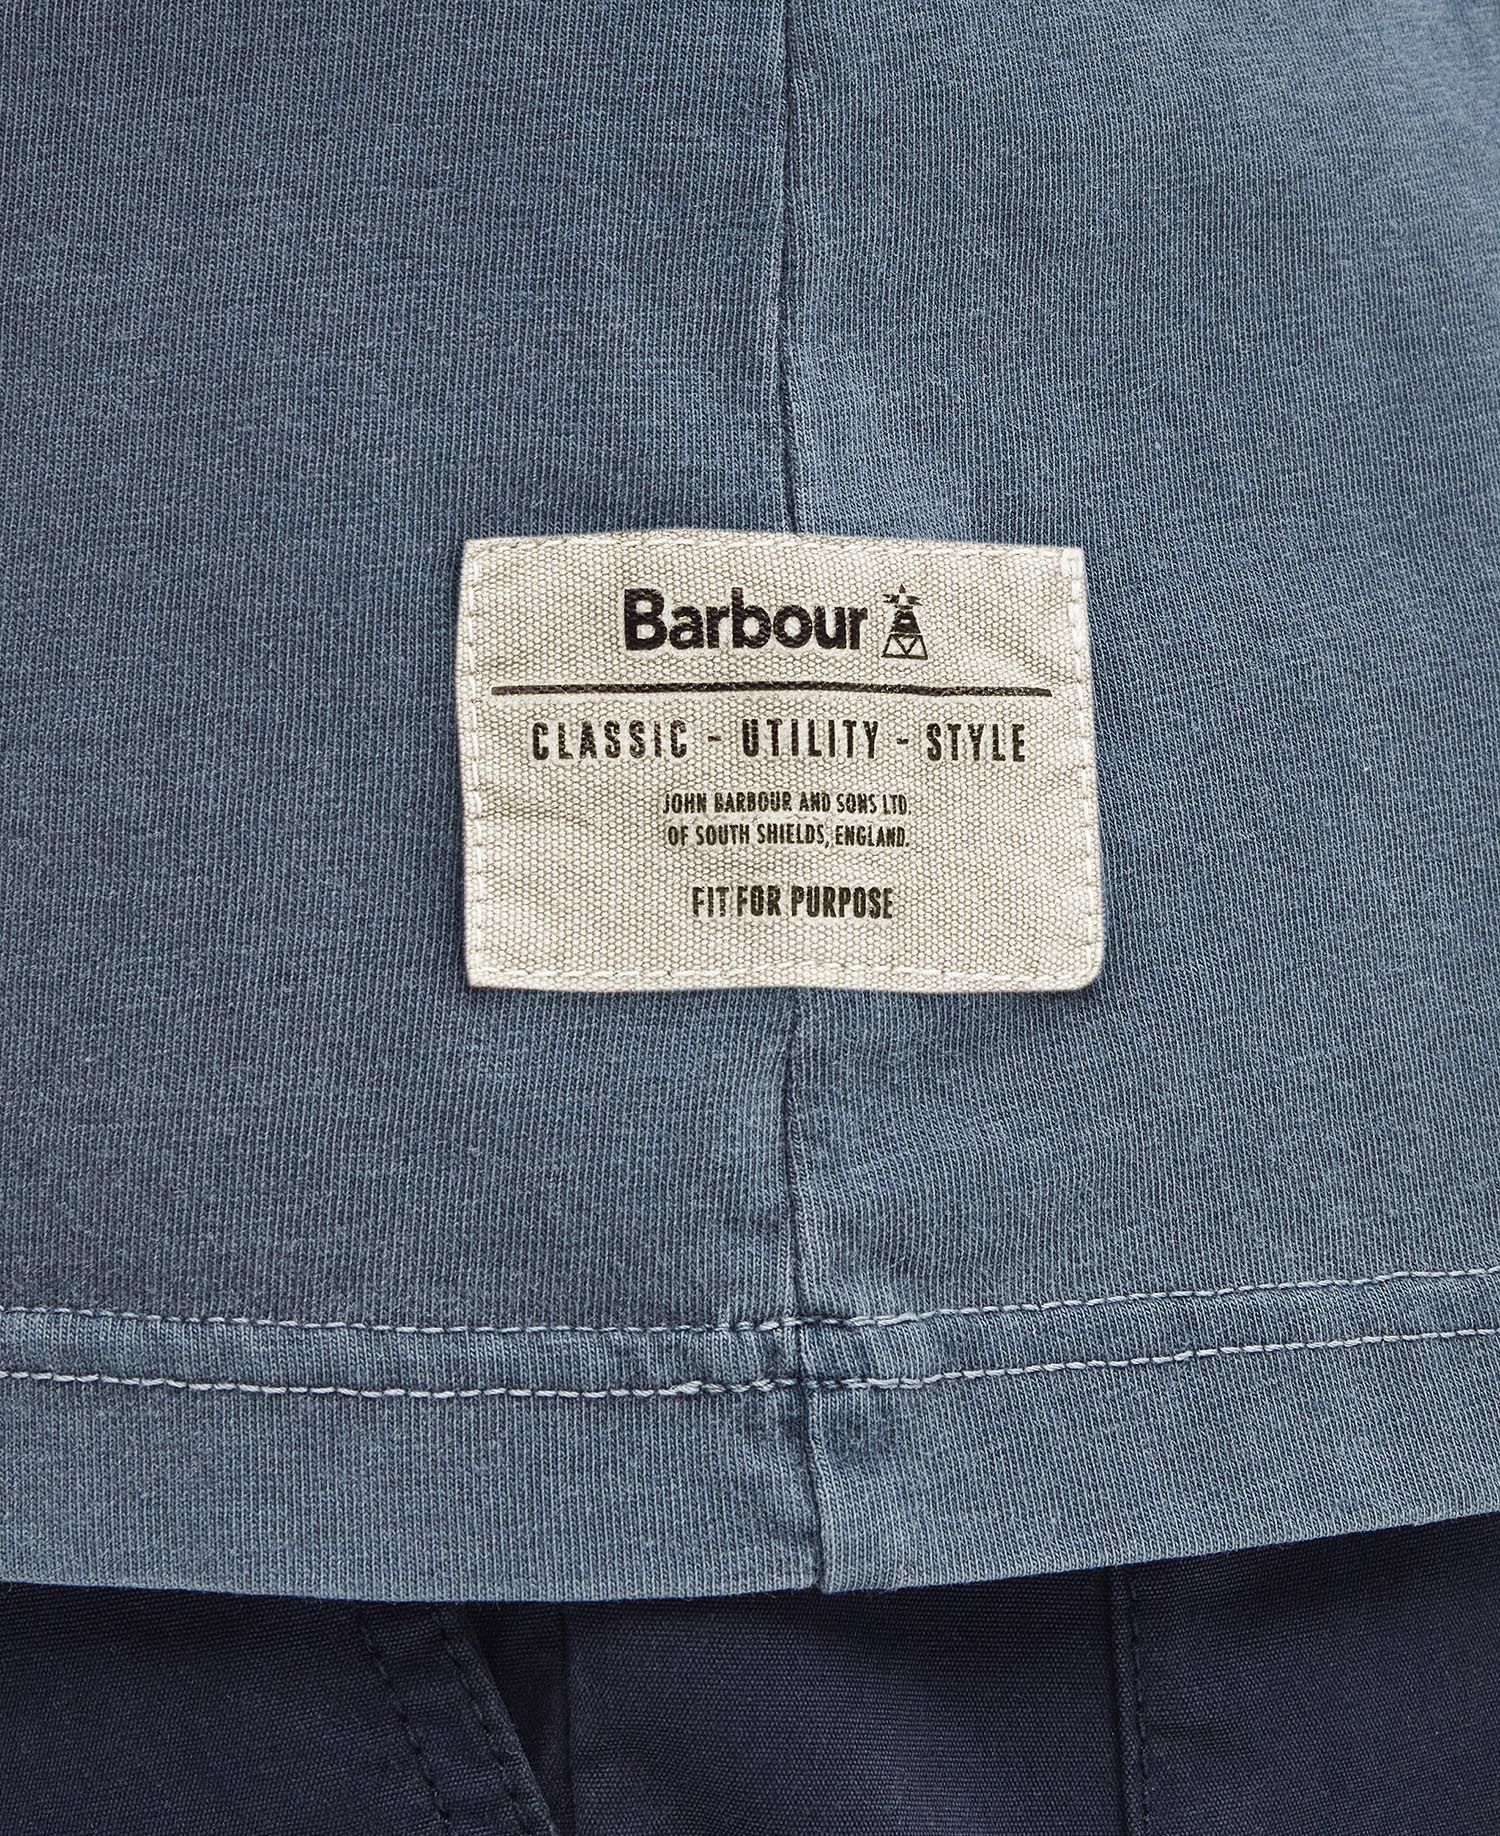 Barbour
CLASSIC - UTILITY - STYLE
JOHN BARBOUR AND SONS LTD.
OF SOUTH SHIELDS, ENGLAND.
FIT FOR PURPOSE